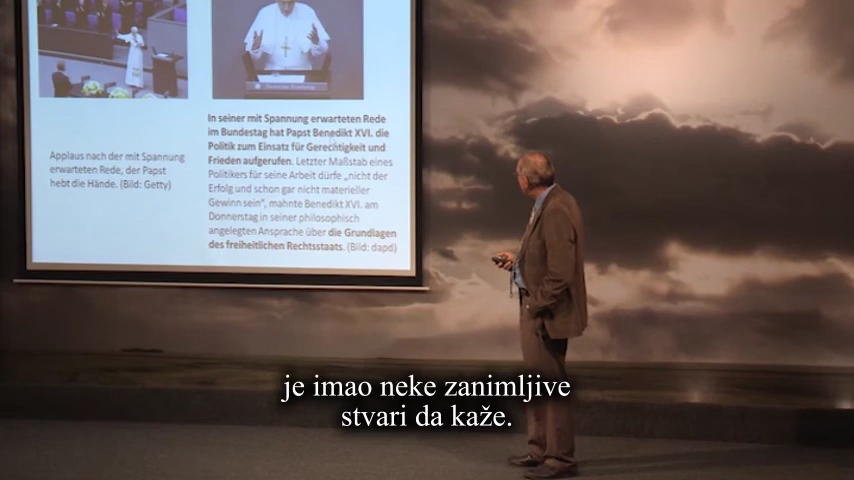 Applaus nach der mit Spannung
erwarteten Rede, der Papst
hebt die Hände. (Bild: Getty)
In seiner mit Spannung erwarteten Rede
im Bundestag hat Papst Benedikt XVI. die
Politik zum Einsatz für Gerechtigkeit und
Frieden aufgerufen. Letzter Maßstab eines
Politikers für seine Arbeit dürfe „nicht der
Erfolg und schon gar nicht materieller
Gewinn sein“, mahnte Benedikt XVI. am
Donnerstag in seiner philosophisch
angelegten Ansprache über die Grundlagen
des freiheitlichen Rechtsstaats. (Bild: dapd)
je imao neke zanimljive
stvari da kaže.